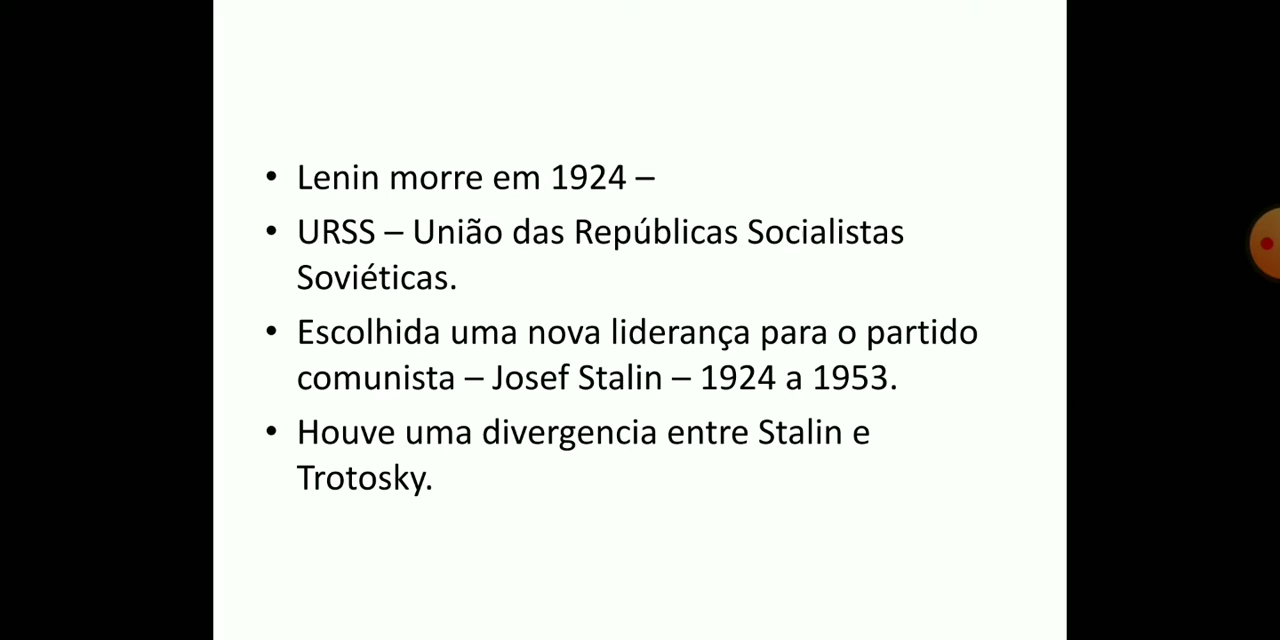 • Lenin morre em 1924 –
• URSS – União das Repúblicas Socialistas
Soviéticas.
• Escolhida uma nova liderança para o partido
comunista – Josef Stalin – 1924 a 1953.
• Houve uma divergencia entre Stalin e
Trotosky.